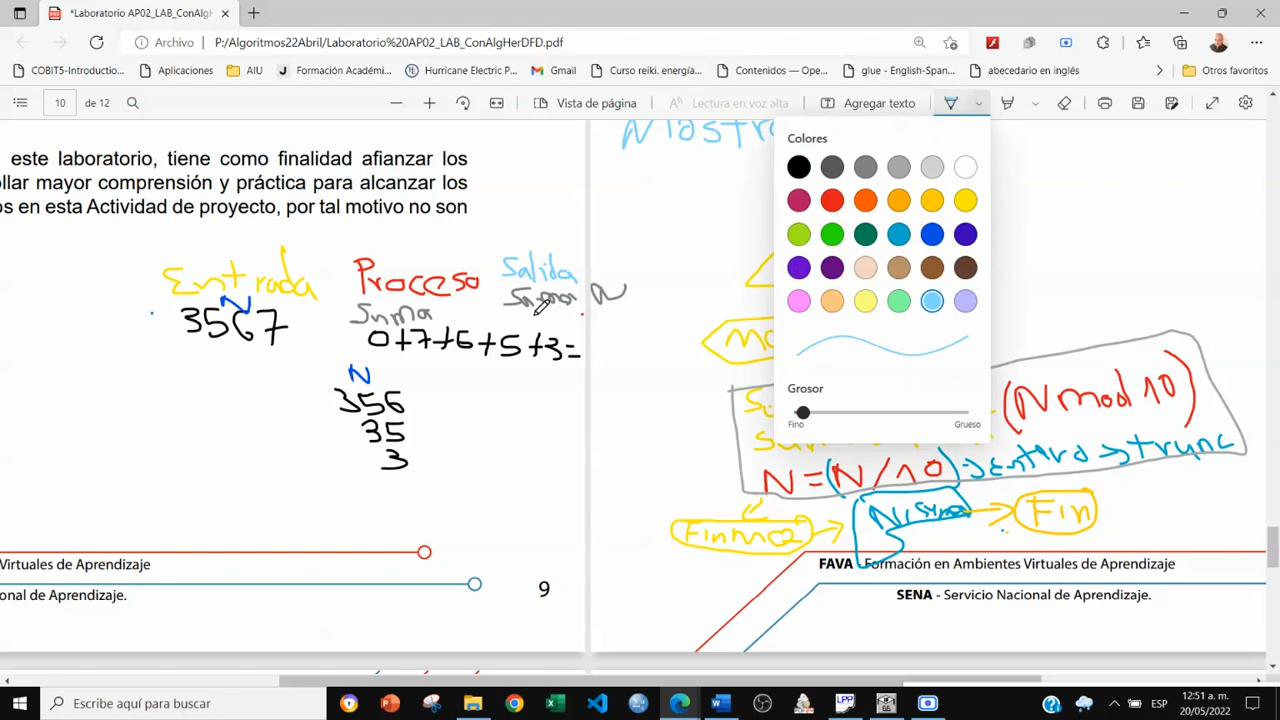 *Laboratorio AP02_LAB_ConAlgH
Archivo P:/Algoritmos22Abril/Laboratorio%20AP02_LAB_ConAlgHerDFD.pdf
COBIT5-Introductio... Aplicaciones AIU Formación Académi... Hurricane Electric P... Gmail Curso reiki. energía... Contenidos — Ope... glue - English-Span... abecedario en inglés Otros favoritos
10 de 12 Vista de página Lectura en voz alta Agregar texto
este laboratorio, tiene como finalidad afianzar los
ollar mayor comprensión y práctica para alcanzar los
os en esta Actividad de proyecto, por tal motivo no son
Entrada Proceso Salida
N Suma Suma N
3567 0+7+6+5+3=
N
356
35
3
Virtuales de Aprendizaje
onal de Aprendizaje.
9
Mostra
Colores
Grosor
Fino Grueso
(N mod 10)
N=(N/10)→entero→trunc
N,suma → Fin
FAVA - Formación en Ambientes Virtuales de Aprendizaje
SENA - Servicio Nacional de Aprendizaje.
Escribe aquí para buscar
ESP
12:51 a. m.
20/05/2022